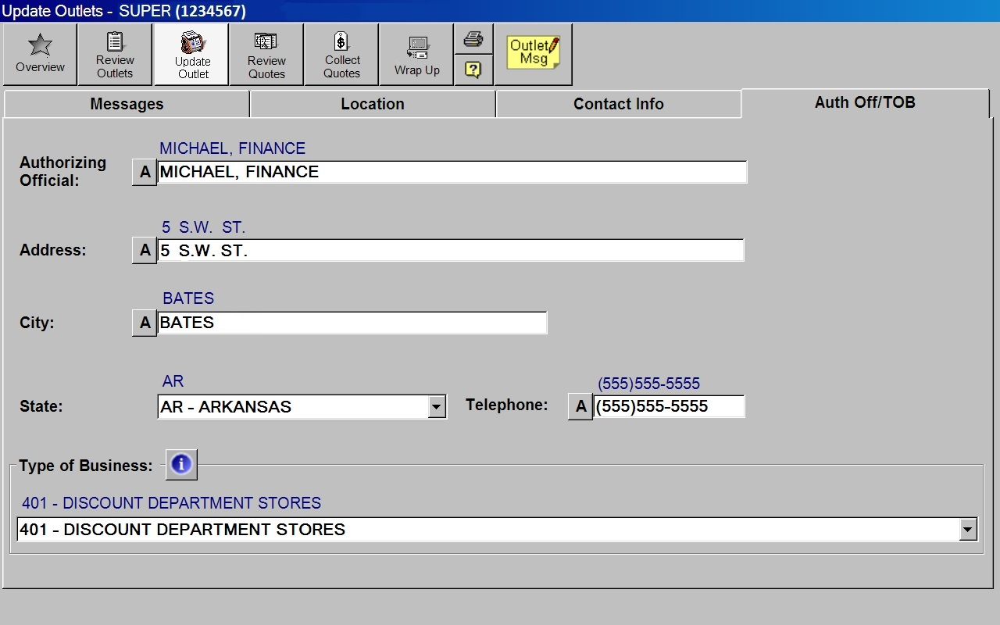 Update Outlets - SUPER (1234567)
Overview
Review
Outlets
Update
Outlet
Review
Quotes
Collect
Quotes
Wrap Up
Outlet
Msg
Messages
Location
Contact Info
Auth Off/TOB
MICHAEL, FINANCE
Authorizing
Official:
A
MICHAEL, FINANCE
5 S.W. ST.
Address:
A
5 S.W. ST.
BATES
City:
A
BATES
AR
State:
AR - ARKANSAS
(555)555-5555
Telephone:
A
(555)555-5555
Type of Business:
401 - DISCOUNT DEPARTMENT STORES
401 - DISCOUNT DEPARTMENT STORES